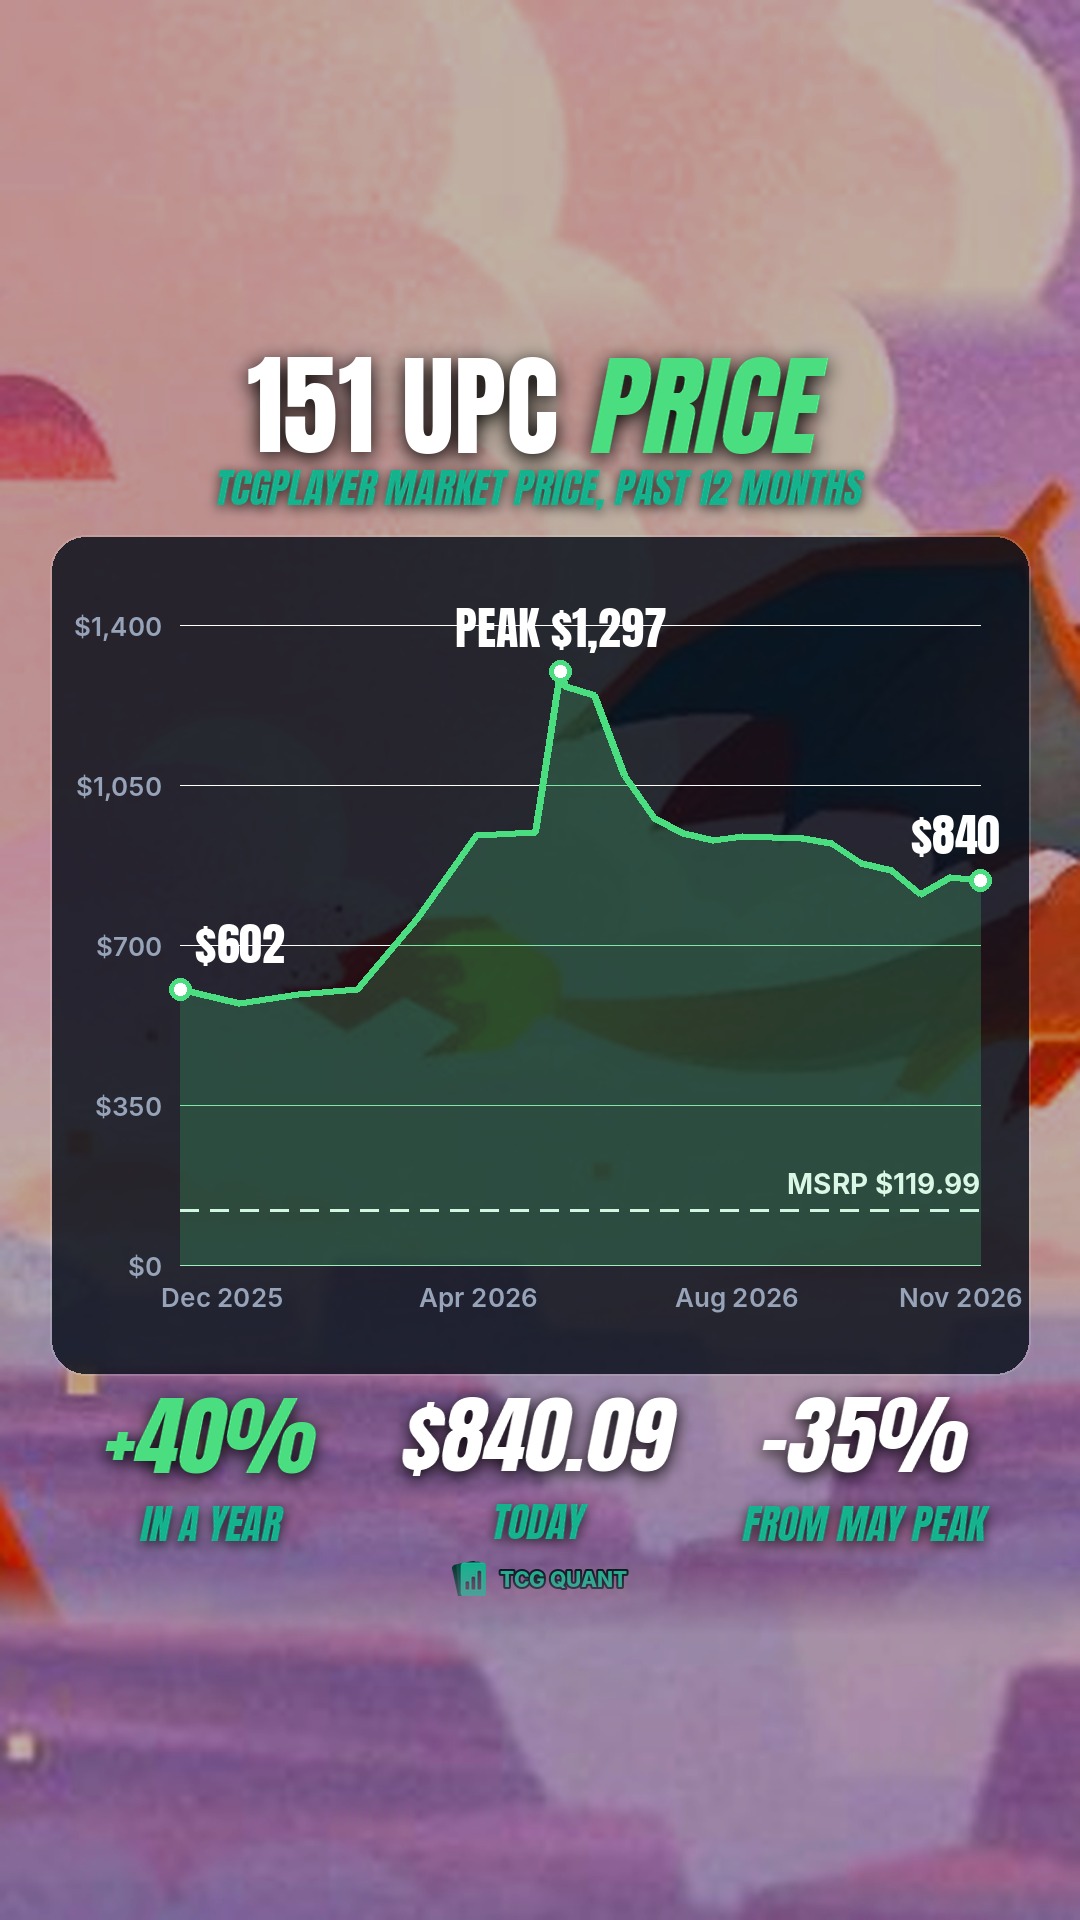 151 UPC PRICE
TCGPLAYER MARKET PRICE, PAST 12 MONTHS
$1,400
PEAK $1,297
$1,050
$840
$700
$602
$350
MSRP $119.99
$0
Dec 2025 Apr 2026 Aug 2026 Nov 2026
+40% $840.09 -35%
IN A YEAR TODAY FROM MAY PEAK
TCG QUANT